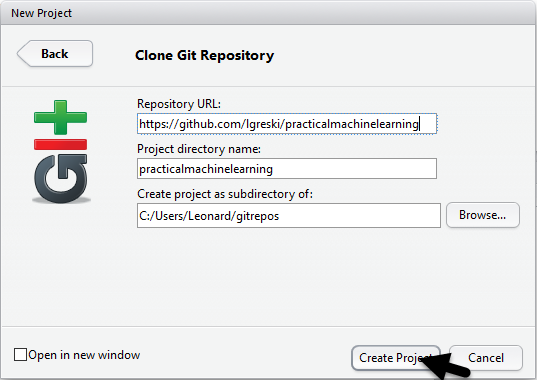 New Project
Back
Clone Git Repository
Repository URL:
https://github.com/lgreski/practicalmachinelearning
Project directory name:
practicalmachinelearning
Create project as subdirectory of:
C:/Users/Leonard/gitrepos
Browse...
Open in new window
Create Project
Cancel
git